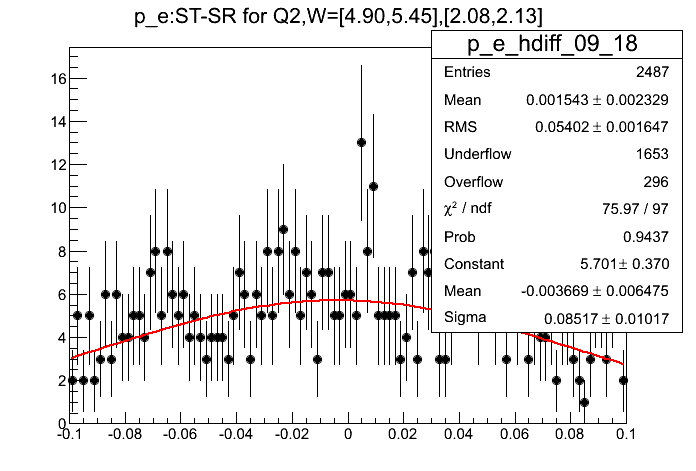 p_e:ST-SR for Q2,W=[4.90,5.45],[2.08,2.13]
p_e_hdiff_09_18
Entries 2487
Mean 0.001543 ± 0.002329
RMS 0.05402 ± 0.001647
Underflow 1653
Overflow 296
χ² / ndf 75.97 / 97
Prob 0.9437
Constant 5.701 ± 0.370
Mean -0.003669 ± 0.006475
Sigma 0.08517 ± 0.01017
16
14
12
10
8
6
4
2
0
-0.1 -0.08 -0.06 -0.04 -0.02 0 0.02 0.04 0.06 0.08 0.1